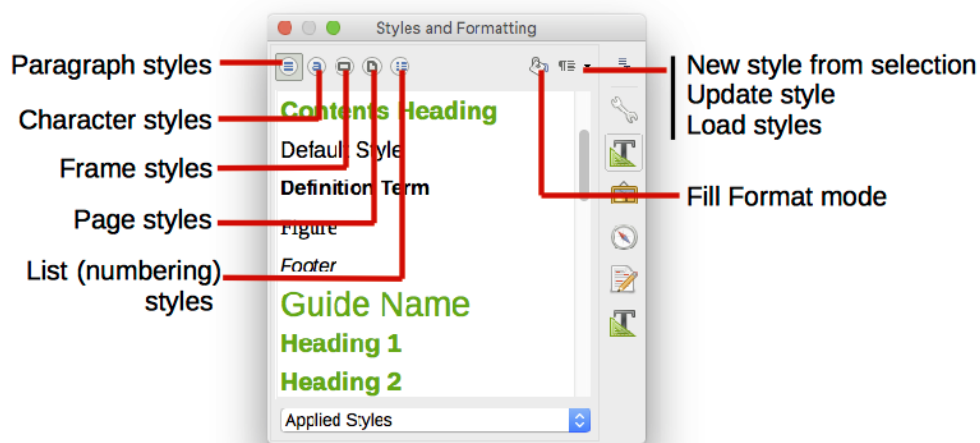 Styles and Formatting
Paragraph styles
Character styles
Frame styles
Page styles
List (numbering)
styles
Contents Heading
Default Style
Definition Term
Figure
Footer
Guide Name
Heading 1
Heading 2
Applied Styles
New style from selection
Update style
Load styles
Fill Format mode